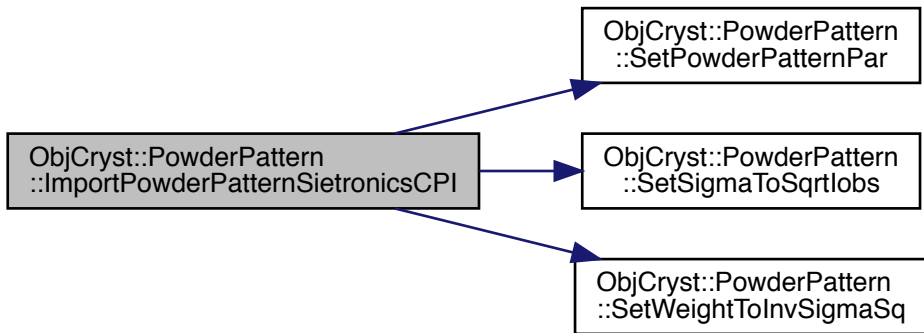 ObjCryst::PowderPattern
::ImportPowderPatternSietronicsCPI
ObjCryst::PowderPattern
::SetPowderPatternPar
ObjCryst::PowderPattern
::SetSigmaToSqrtIobs
ObjCryst::PowderPattern
::SetWeightToInvSigmaSq